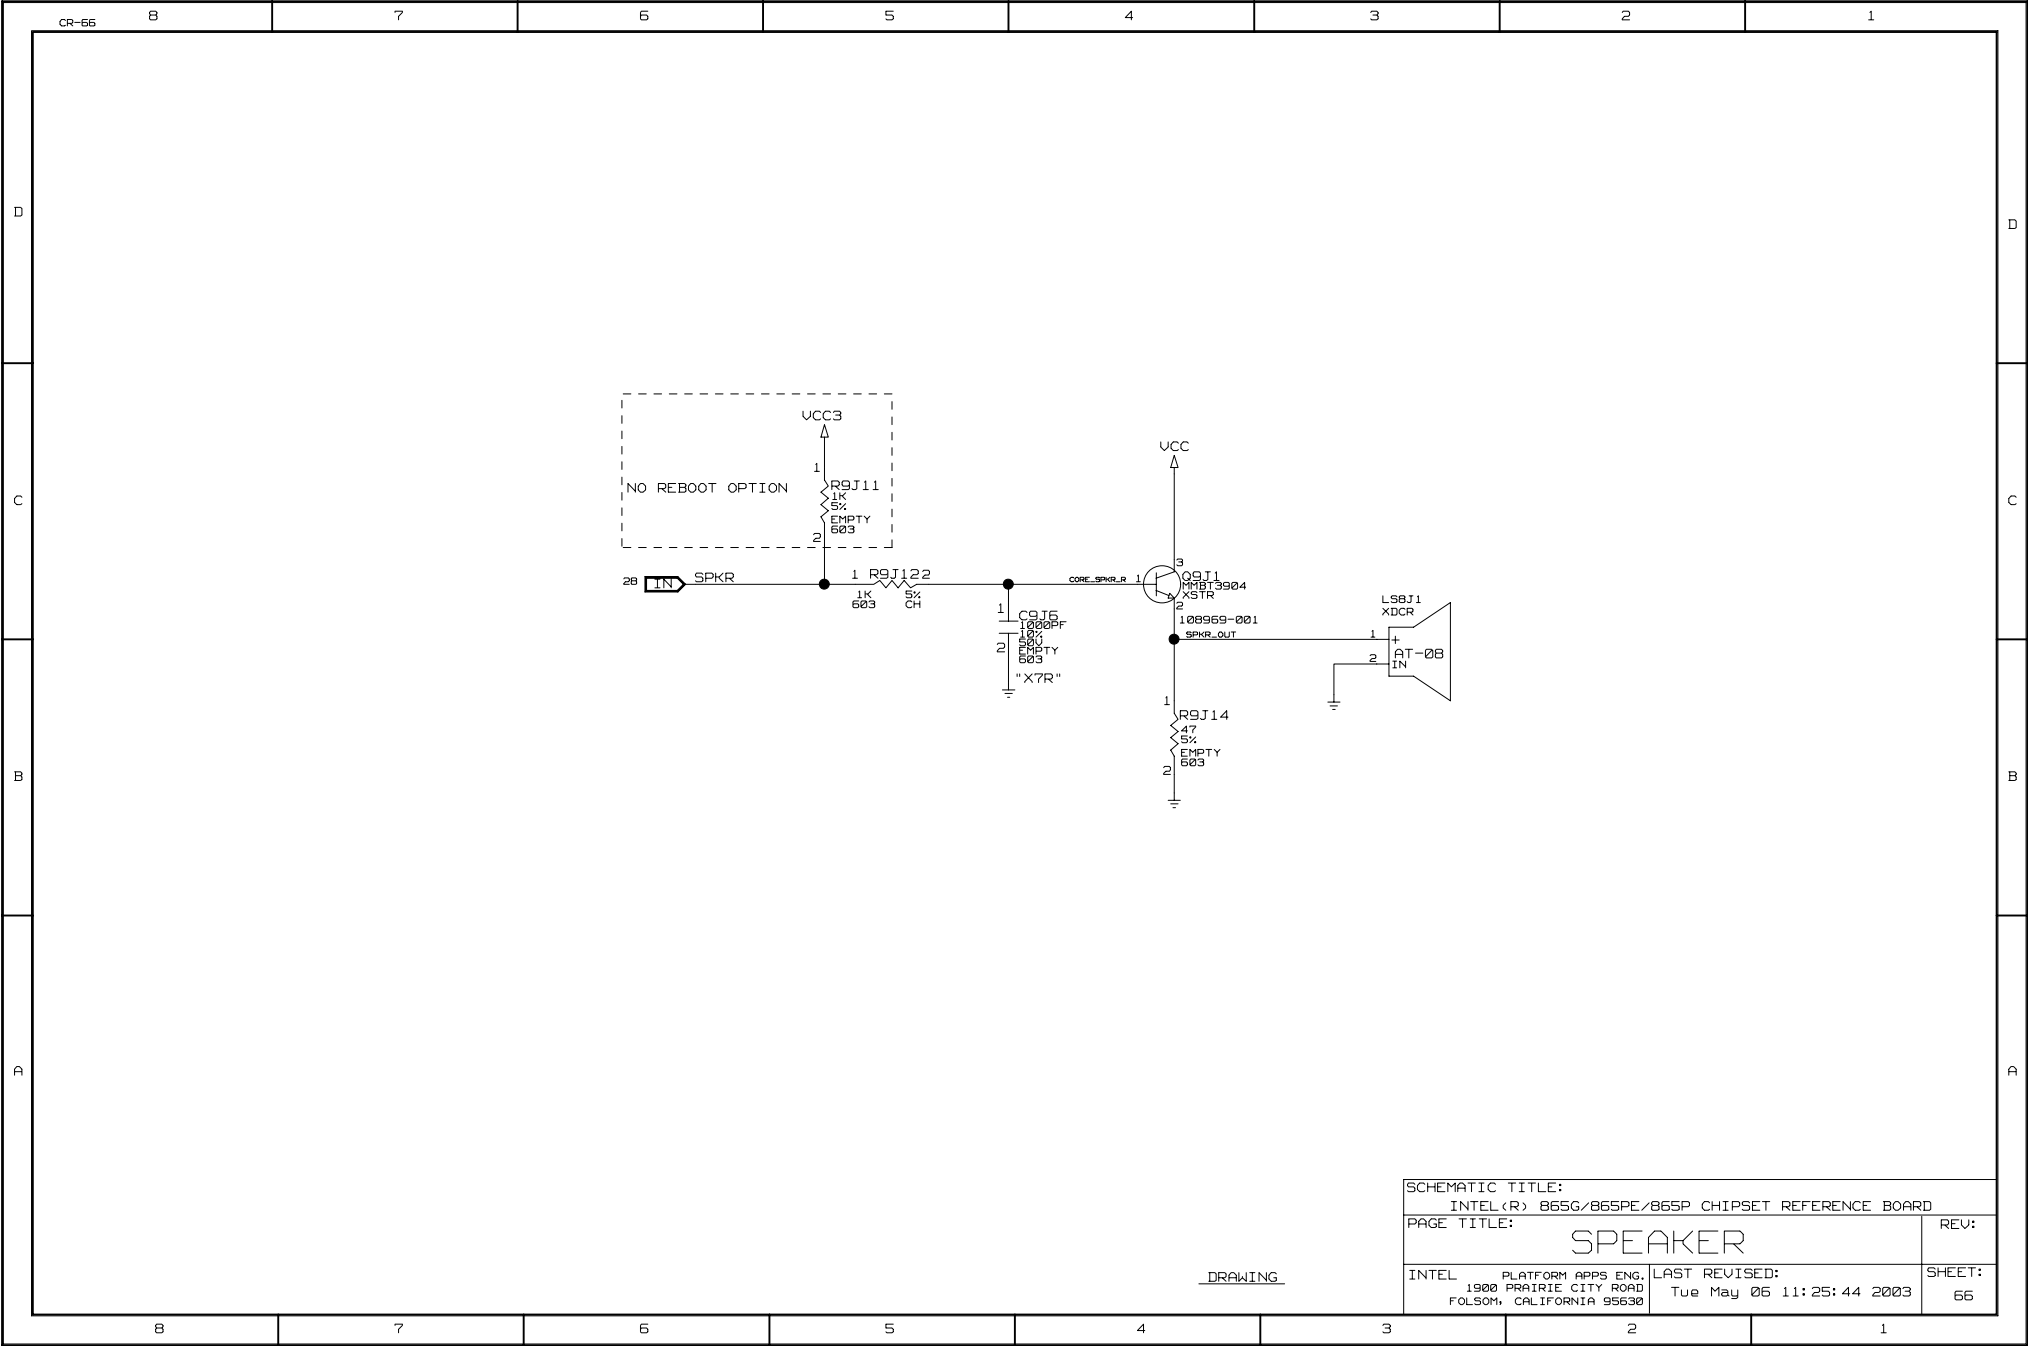 CR-66
8 7 6 5 4 3 2 1
D
D
C
C
B
B
A
A
VCC3
1
R9J11
1K
5%
EMPTY
603
2
NO REBOOT OPTION
28 IN SPKR
1 R9J12 2
1K 5%
603 CH
1
C9J6
1000PF
10%
50V
EMPTY
603
2
"X7R"
VCC
CORE_SPKR_R 1
3
Q9J1
MMBT3904
XSTR
2
108969-001
SPKR_OUT
LS8J1
XDCR
1 +
AT-08
2 IN
1
R9J14
47
5%
EMPTY
603
2
DRAWING
SCHEMATIC TITLE:
INTEL(R) 865G/865PE/865P CHIPSET REFERENCE BOARD
PAGE TITLE:
SPEAKER
REV:
INTEL PLATFORM APPS ENG.
1900 PRAIRIE CITY ROAD
FOLSOM, CALIFORNIA 95630
LAST REVISED:
Tue May 06 11:25:44 2003
SHEET:
66
8 7 6 5 4 3 2 1